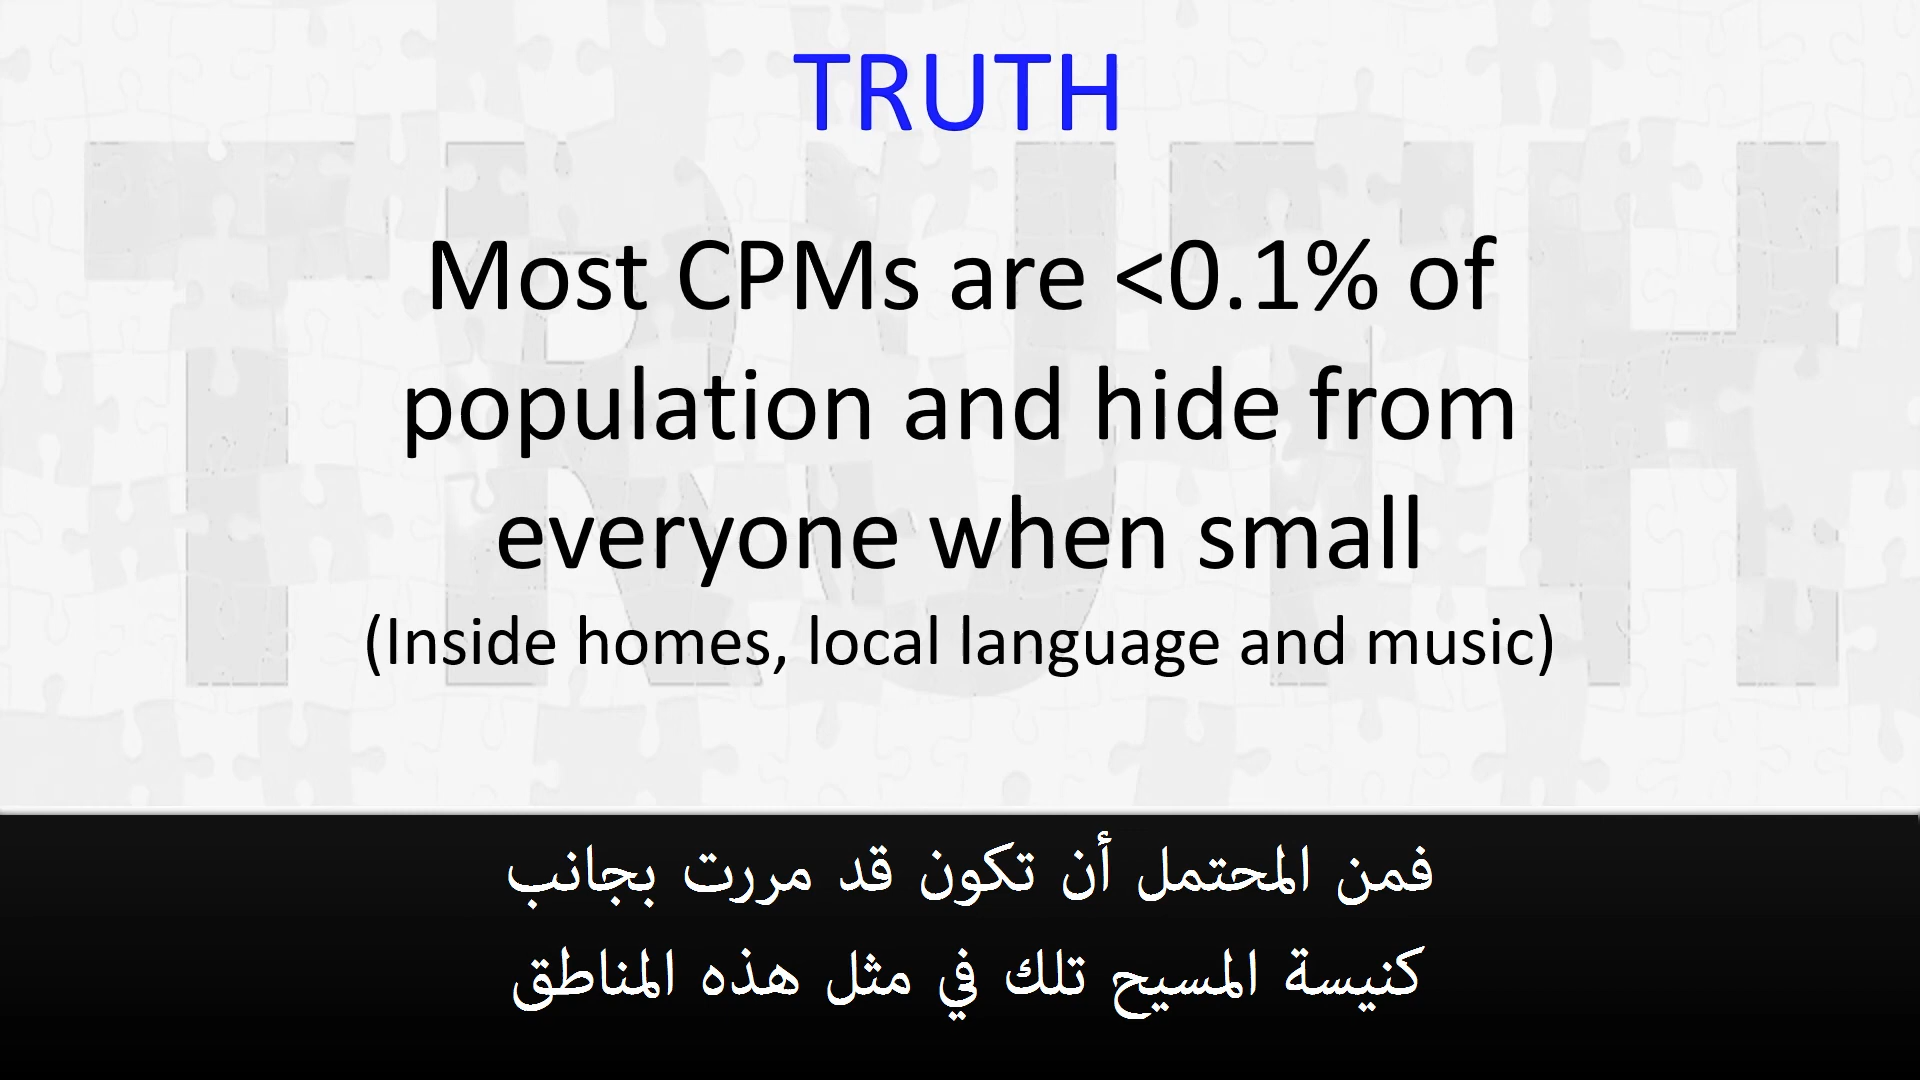 TRUTH
Most CPMs are <0.1% of
population and hide from
everyone when small
(Inside homes, local language and music)
فمن المحتمل أن تكون قد مررت بجانب
كنيسة المسيح تلك في مثل هذه المناطق